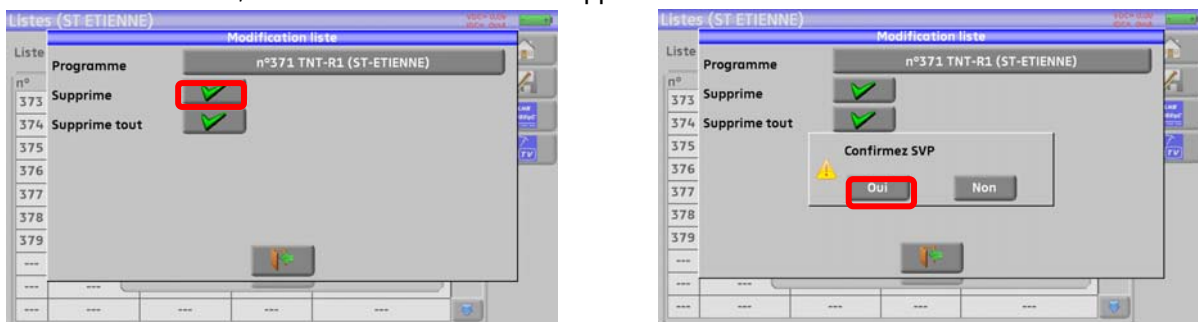 Listes (ST ETIENNE)
Modification liste
Liste
Programme
n°371 TNT-R1 (ST-ETIENNE)
n°
Supprime
373
374 Supprime tout
375
376
377
378
379
---
--- ---
--- --- --- --- ---
TV
Listes (ST ETIENNE)
Modification liste
Liste
Programme
n°371 TNT-R1 (ST-ETIENNE)
n°
Supprime
373
374 Supprime tout
375
Confirmez SVP
376
Oui Non
377
378
379
---
--- ---
--- --- --- --- ---
TV